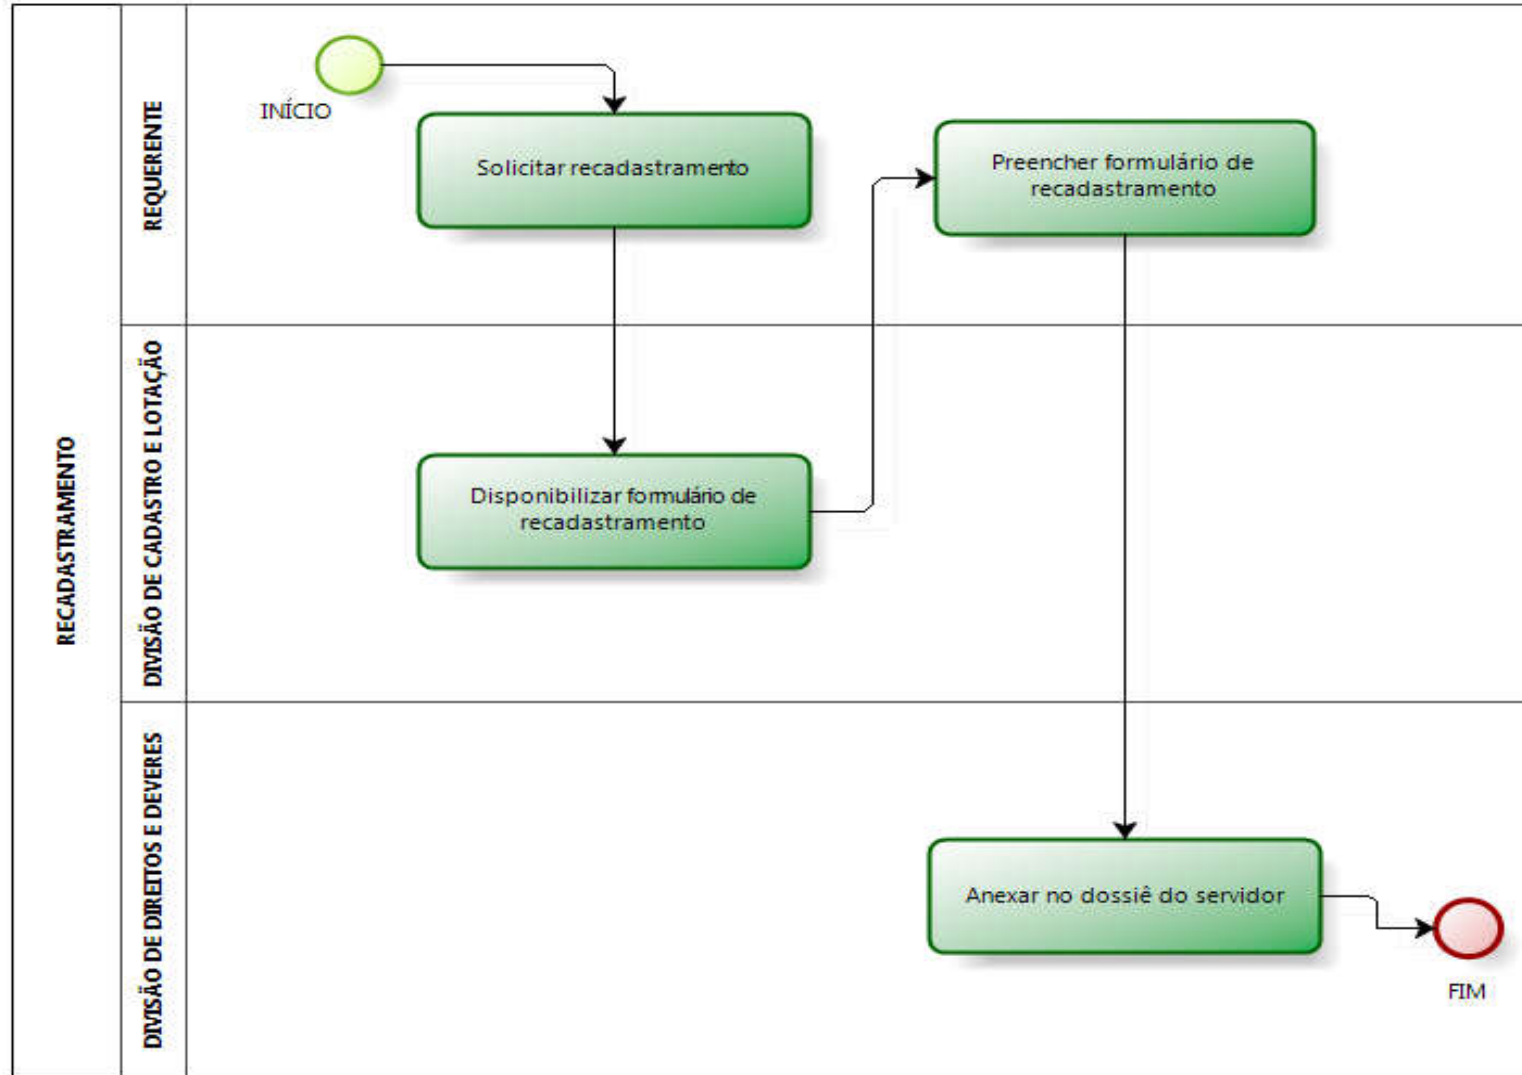 RECADASTRAMENTO
REQUERENTE
INÍCIO
Solicitar recadastramento
Preencher formulário de
recadastramento
DIVISÃO DE CADASTRO E LOTAÇÃO
Disponibilizar formulário de
recadastramento
DIVISÃO DE DIREITOS E DEVERES
Anexar no dossiê do servidor
FIM